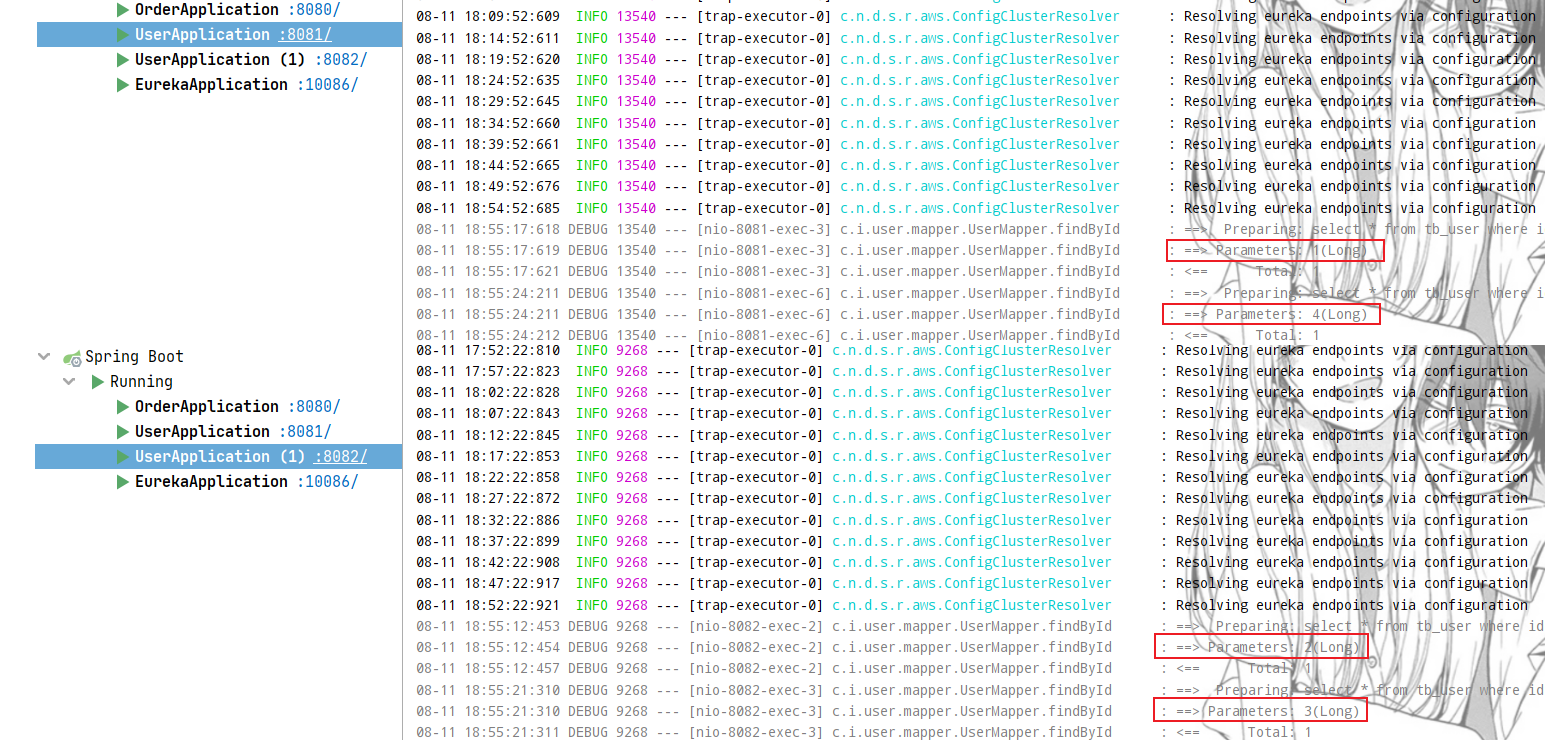 OrderApplication :8080/
UserApplication :8081/
UserApplication (1) :8082/
EurekaApplication :10086/
08-11 18:09:52:609  INFO 13540 --- [trap-executor-0] c.n.d.s.r.aws.ConfigClusterResolver : Resolving eureka endpoints via configuration
08-11 18:14:52:611  INFO 13540 --- [trap-executor-0] c.n.d.s.r.aws.ConfigClusterResolver : Resolving eureka endpoints via configuration
08-11 18:19:52:620  INFO 13540 --- [trap-executor-0] c.n.d.s.r.aws.ConfigClusterResolver : Resolving eureka endpoints via configuration
08-11 18:24:52:635  INFO 13540 --- [trap-executor-0] c.n.d.s.r.aws.ConfigClusterResolver : Resolving eureka endpoints via configuration
08-11 18:29:52:645  INFO 13540 --- [trap-executor-0] c.n.d.s.r.aws.ConfigClusterResolver : Resolving eureka endpoints via configuration
08-11 18:34:52:660  INFO 13540 --- [trap-executor-0] c.n.d.s.r.aws.ConfigClusterResolver : Resolving eureka endpoints via configuration
08-11 18:39:52:661  INFO 13540 --- [trap-executor-0] c.n.d.s.r.aws.ConfigClusterResolver : Resolving eureka endpoints via configuration
08-11 18:44:52:665  INFO 13540 --- [trap-executor-0] c.n.d.s.r.aws.ConfigClusterResolver : Resolving eureka endpoints via configuration
08-11 18:49:52:676  INFO 13540 --- [trap-executor-0] c.n.d.s.r.aws.ConfigClusterResolver : Resolving eureka endpoints via configuration
08-11 18:54:52:685  INFO 13540 --- [trap-executor-0] c.n.d.s.r.aws.ConfigClusterResolver : Resolving eureka endpoints via configuration
08-11 18:55:17:618 DEBUG 13540 --- [nio-8081-exec-3] c.i.user.mapper.UserMapper.findById : ==>  Preparing: select * from tb_user where i
08-11 18:55:17:621 DEBUG 13540 --- [nio-8081-exec-3] c.i.user.mapper.UserMapper.findById : ==> Parameters: 1(Long)
08-11 18:55:17:621 DEBUG 13540 --- [nio-8081-exec-3] c.i.user.mapper.UserMapper.findById : <==      Total: 1
08-11 18:55:24:211 DEBUG 13540 --- [nio-8081-exec-6] c.i.user.mapper.UserMapper.findById : ==>  Preparing: select * from tb_user where i
08-11 18:55:24:211 DEBUG 13540 --- [nio-8081-exec-6] c.i.user.mapper.UserMapper.findById : ==> Parameters: 4(Long)
08-11 18:55:24:212 DEBUG 13540 --- [nio-8081-exec-6] c.i.user.mapper.UserMapper.findById : <==      Total: 1
Spring Boot
Running
OrderApplication :8080/
UserApplication :8081/
UserApplication (1) :8082/
EurekaApplication :10086/
08-11 17:52:22:810  INFO 9268 --- [trap-executor-0] c.n.d.s.r.aws.ConfigClusterResolver : Resolving eureka endpoints via configuration
08-11 17:57:22:823  INFO 9268 --- [trap-executor-0] c.n.d.s.r.aws.ConfigClusterResolver : Resolving eureka endpoints via configuration
08-11 18:02:22:828  INFO 9268 --- [trap-executor-0] c.n.d.s.r.aws.ConfigClusterResolver : Resolving eureka endpoints via configuration
08-11 18:07:22:843  INFO 9268 --- [trap-executor-0] c.n.d.s.r.aws.ConfigClusterResolver : Resolving eureka endpoints via configuration
08-11 18:12:22:845  INFO 9268 --- [trap-executor-0] c.n.d.s.r.aws.ConfigClusterResolver : Resolving eureka endpoints via configuration
08-11 18:17:22:853  INFO 9268 --- [trap-executor-0] c.n.d.s.r.aws.ConfigClusterResolver : Resolving eureka endpoints via configuration
08-11 18:22:22:858  INFO 9268 --- [trap-executor-0] c.n.d.s.r.aws.ConfigClusterResolver : Resolving eureka endpoints via configuration
08-11 18:27:22:872  INFO 9268 --- [trap-executor-0] c.n.d.s.r.aws.ConfigClusterResolver : Resolving eureka endpoints via configuration
08-11 18:32:22:886  INFO 9268 --- [trap-executor-0] c.n.d.s.r.aws.ConfigClusterResolver : Resolving eureka endpoints via configuration
08-11 18:37:22:899  INFO 9268 --- [trap-executor-0] c.n.d.s.r.aws.ConfigClusterResolver : Resolving eureka endpoints via configuration
08-11 18:42:22:908  INFO 9268 --- [trap-executor-0] c.n.d.s.r.aws.ConfigClusterResolver : Resolving eureka endpoints via configuration
08-11 18:47:22:917  INFO 9268 --- [trap-executor-0] c.n.d.s.r.aws.ConfigClusterResolver : Resolving eureka endpoints via configuration
08-11 18:52:22:921  INFO 9268 --- [trap-executor-0] c.n.d.s.r.aws.ConfigClusterResolver : Resolving eureka endpoints via configuration
08-11 18:55:12:453 DEBUG 9268 --- [nio-8082-exec-2] c.i.user.mapper.UserMapper.findById : ==>  Preparing: select * from tb_user where id
08-11 18:55:12:454 DEBUG 9268 --- [nio-8082-exec-2] c.i.user.mapper.UserMapper.findById : ==> Parameters: 2(Long)
08-11 18:55:12:457 DEBUG 9268 --- [nio-8082-exec-2] c.i.user.mapper.UserMapper.findById : <==      Total: 1
08-11 18:55:21:310 DEBUG 9268 --- [nio-8082-exec-3] c.i.user.mapper.UserMapper.findById : ==>  Preparing: select * from tb_user where id
08-11 18:55:21:310 DEBUG 9268 --- [nio-8082-exec-3] c.i.user.mapper.UserMapper.findById : ==> Parameters: 3(Long)
08-11 18:55:21:311 DEBUG 9268 --- [nio-8082-exec-3] c.i.user.mapper.UserMapper.findById : <==      Total: 1